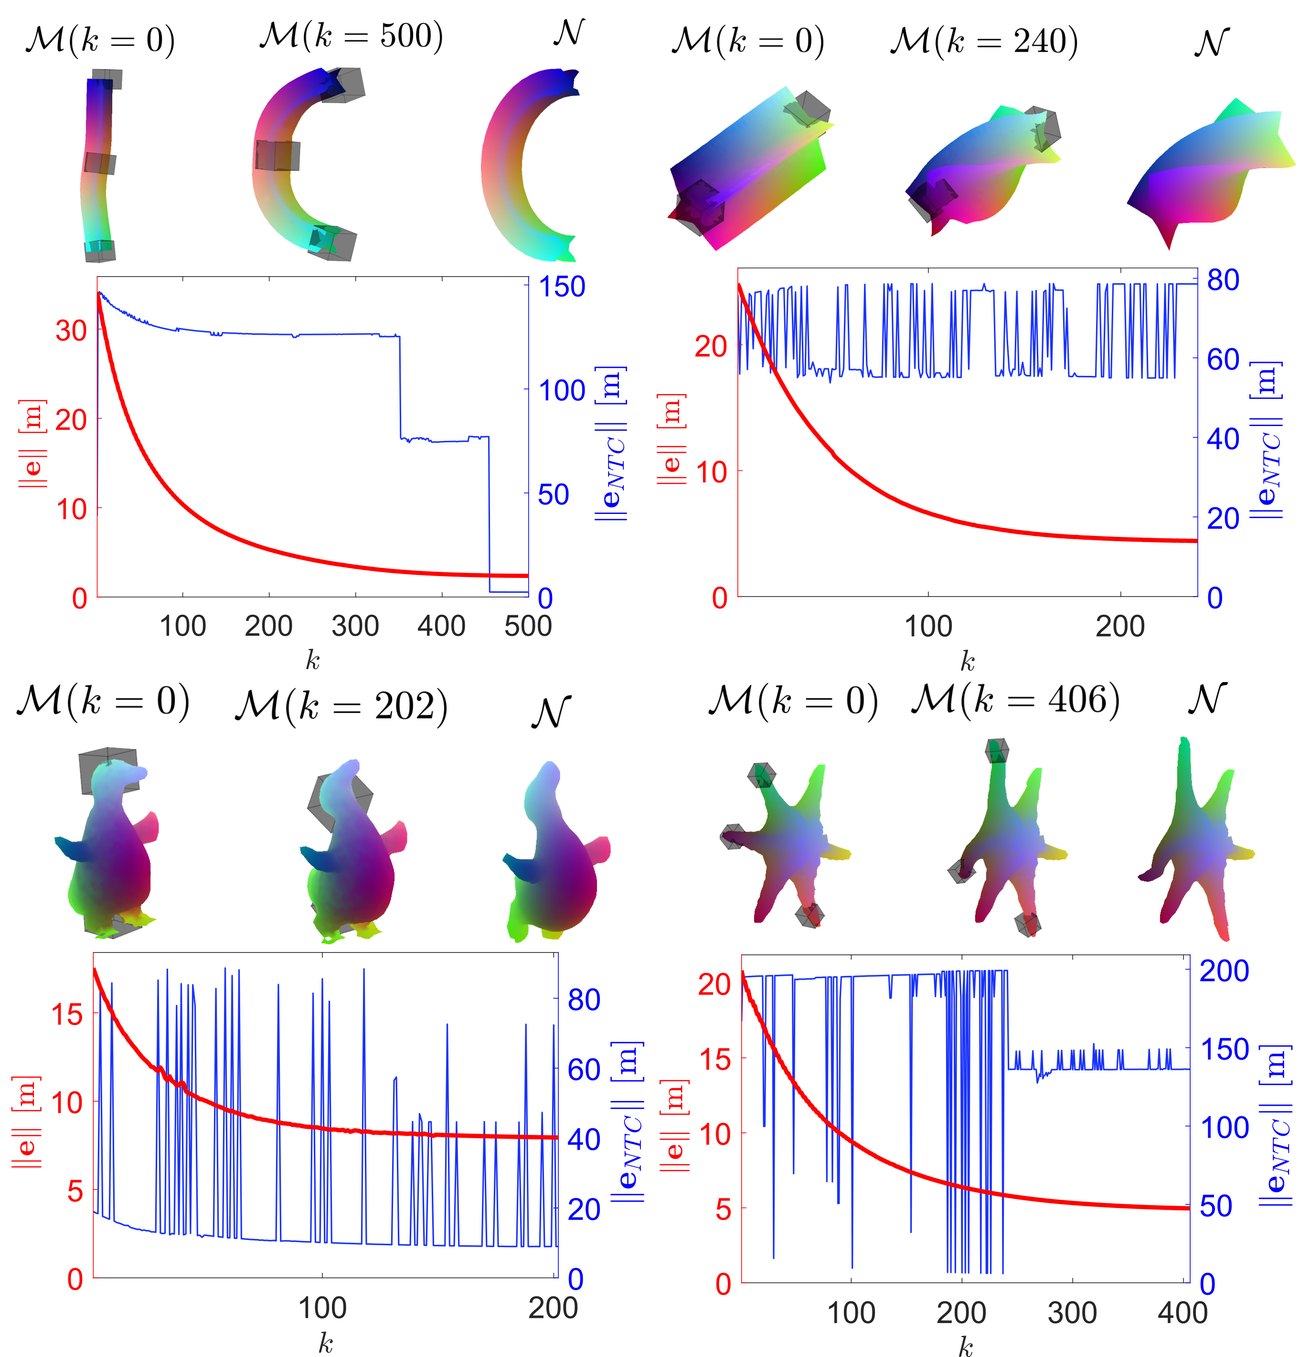 ℳ(k = 0) ℳ(k = 500) 𝒩
30
20
10
0
||e|| [m]
150
100
50
0
||e_NTC|| [m]
100 200 300 400 500
k
ℳ(k = 0) ℳ(k = 240) 𝒩
20
10
0
||e|| [m]
80
60
40
20
0
||e_NTC|| [m]
100 200
k
ℳ(k = 0) ℳ(k = 202) 𝒩
15
10
5
0
||e|| [m]
80
60
40
20
0
||e_NTC|| [m]
100 200
k
ℳ(k = 0) ℳ(k = 406) 𝒩
20
15
10
5
0
||e|| [m]
200
150
100
50
0
||e_NTC|| [m]
100 200 300 400
k